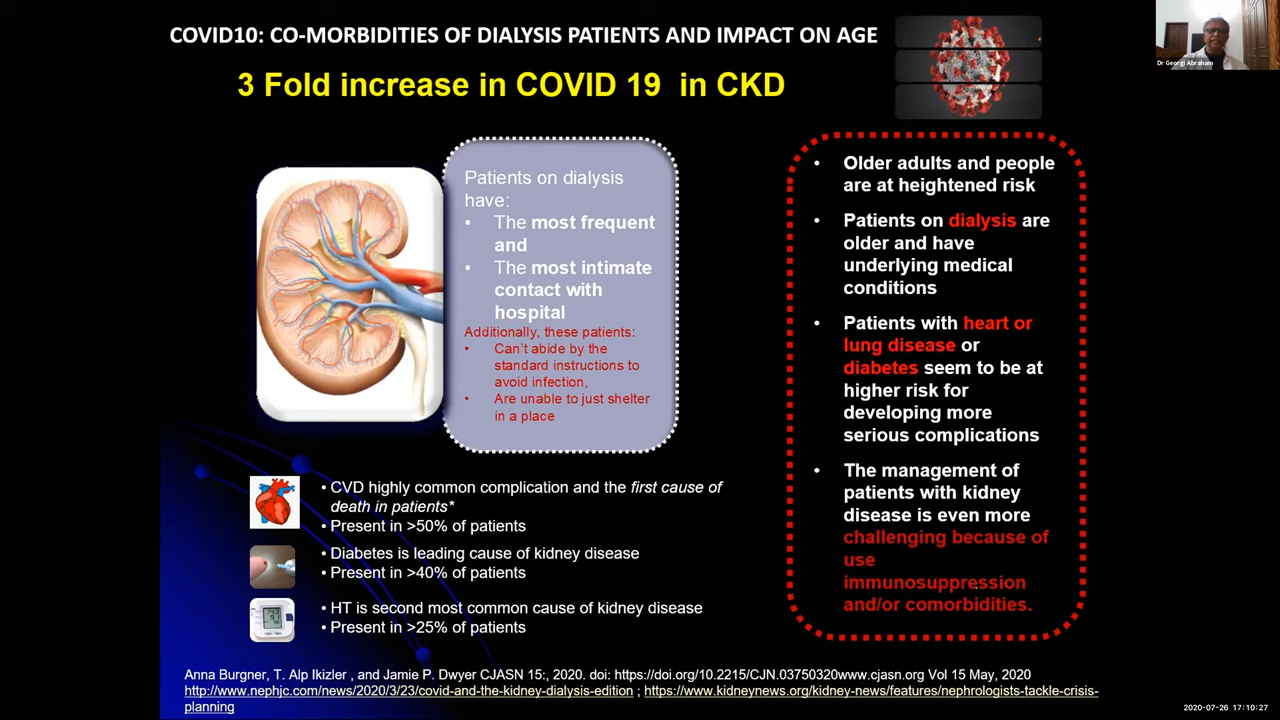 COVID10: CO-MORBIDITIES OF DIALYSIS PATIENTS AND IMPACT ON AGE
3 Fold increase in COVID 19 in CKD
Dr Georgi Abraham
Patients on dialysis
have:
• The most frequent
and
• The most intimate
contact with
hospital
Additionally, these patients:
• Can't abide by the
standard instructions to
avoid infection,
• Are unable to just shelter
in a place
• CVD highly common complication and the first cause of
death in patients*
• Present in >50% of patients
• Diabetes is leading cause of kidney disease
• Present in >40% of patients
• HT is second most common cause of kidney disease
• Present in >25% of patients
• Older adults and people
are at heightened risk
• Patients on dialysis are
older and have
underlying medical
conditions
• Patients with heart or
lung disease or
diabetes seem to be at
higher risk for
developing more
serious complications
• The management of
patients with kidney
disease is even more
challenging because of
use
immunosuppression
and/or comorbidities.
Anna Burgner, T. Alp Ikizler , and Jamie P. Dwyer CJASN 15:, 2020. doi: https://doi.org/10.2215/CJN.03750320www.cjasn.org Vol 15 May, 2020
http://www.nephjc.com/news/2020/3/23/covid-and-the-kidney-dialysis-edition ; https://www.kidneynews.org/kidney-news/features/nephrologists-tackle-crisis-
planning
2020-07-26 17:10:27